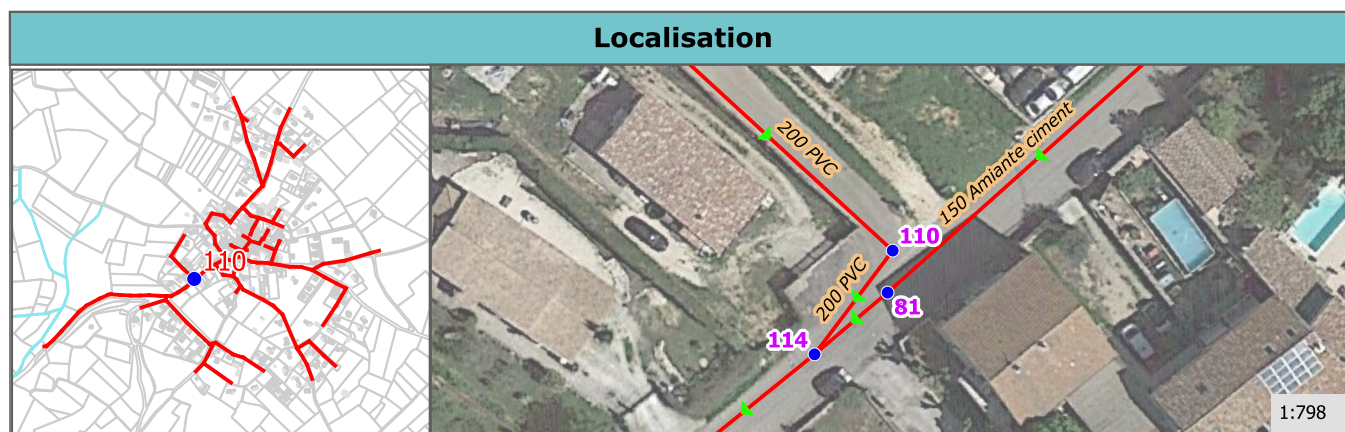 Localisation
110
200 PVC
150 Amiante ciment
110
200 PVC
81
114
1:798